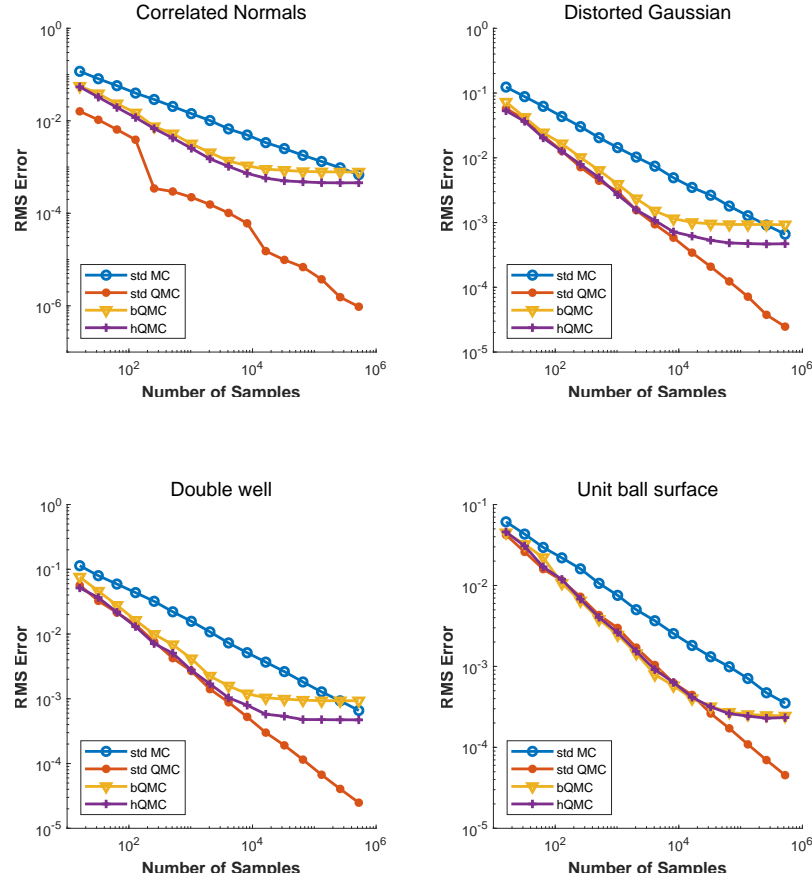 Correlated Normals
10^0
10^-2
10^-4
10^-6
RMS Error
std MC
std QMC
bQMC
hQMC
10^2
10^4
10^6
Number of Samples
Distorted Gaussian
10^0
10^-1
10^-2
10^-3
10^-4
10^-5
RMS Error
std MC
std QMC
bQMC
hQMC
10^2
10^4
10^6
Number of Samples
Double well
10^0
10^-1
10^-2
10^-3
10^-4
10^-5
RMS Error
std MC
std QMC
bQMC
hQMC
10^2
10^4
10^6
Number of Samples
Unit ball surface
10^-1
10^-2
10^-3
10^-4
10^-5
RMS Error
std MC
std QMC
bQMC
hQMC
10^2
10^4
10^6
Number of Samples